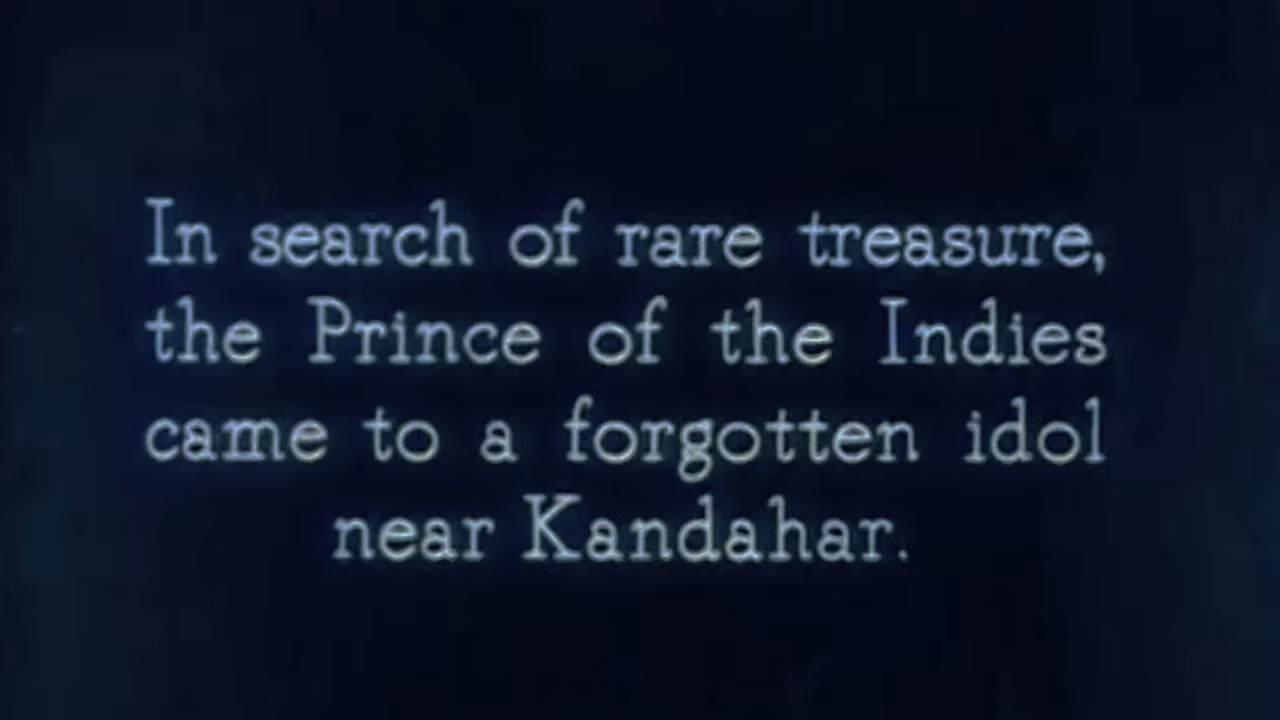 In search of rare treasure,
the Prince of the Indies
came to a forgotten idol
near Kandahar.